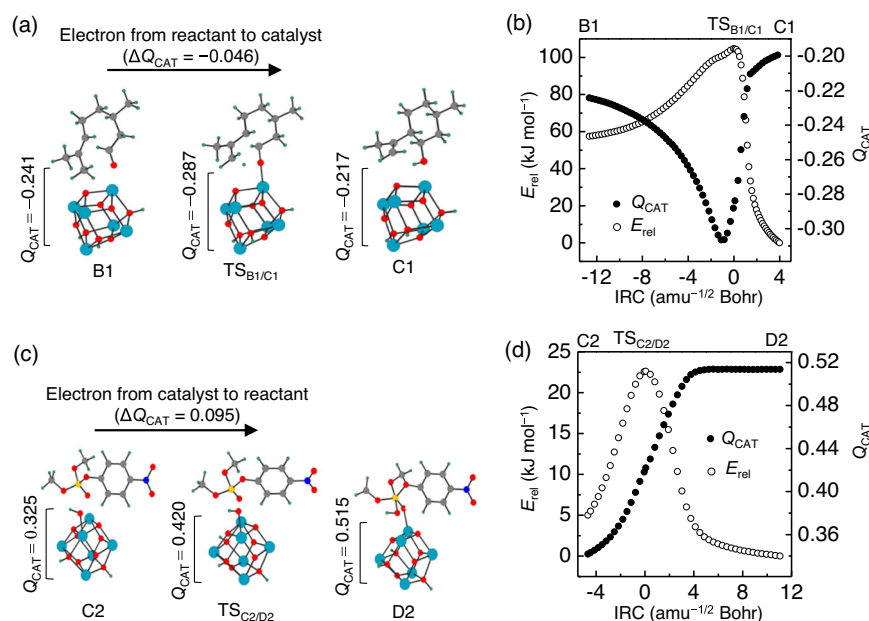 (a)
Electron from reactant to catalyst
(ΔQCAT = −0.046)
QCAT = −0.241
QCAT = −0.287
QCAT = −0.217
B1
TSB1/C1
C1
(b)
B1
TSB1/C1
C1
100
80
60
40
20
0
Erel (kJ mol−1)
−0.20
−0.22
−0.24
−0.26
−0.28
−0.30
QCAT
QCAT
Erel
-12
-8
-4
0
4
IRC (amu−1/2 Bohr)
(c)
Electron from catalyst to reactant
(ΔQCAT = 0.095)
QCAT = 0.325
QCAT = 0.420
QCAT = 0.515
C2
TSC2/D2
D2
(d)
C2
TSC2/D2
D2
25
20
15
10
5
0
Erel (kJ mol−1)
0.52
0.48
0.44
0.40
0.36
QCAT
QCAT
Erel
-4
0
4
8
11
IRC (amu−1/2 Bohr)